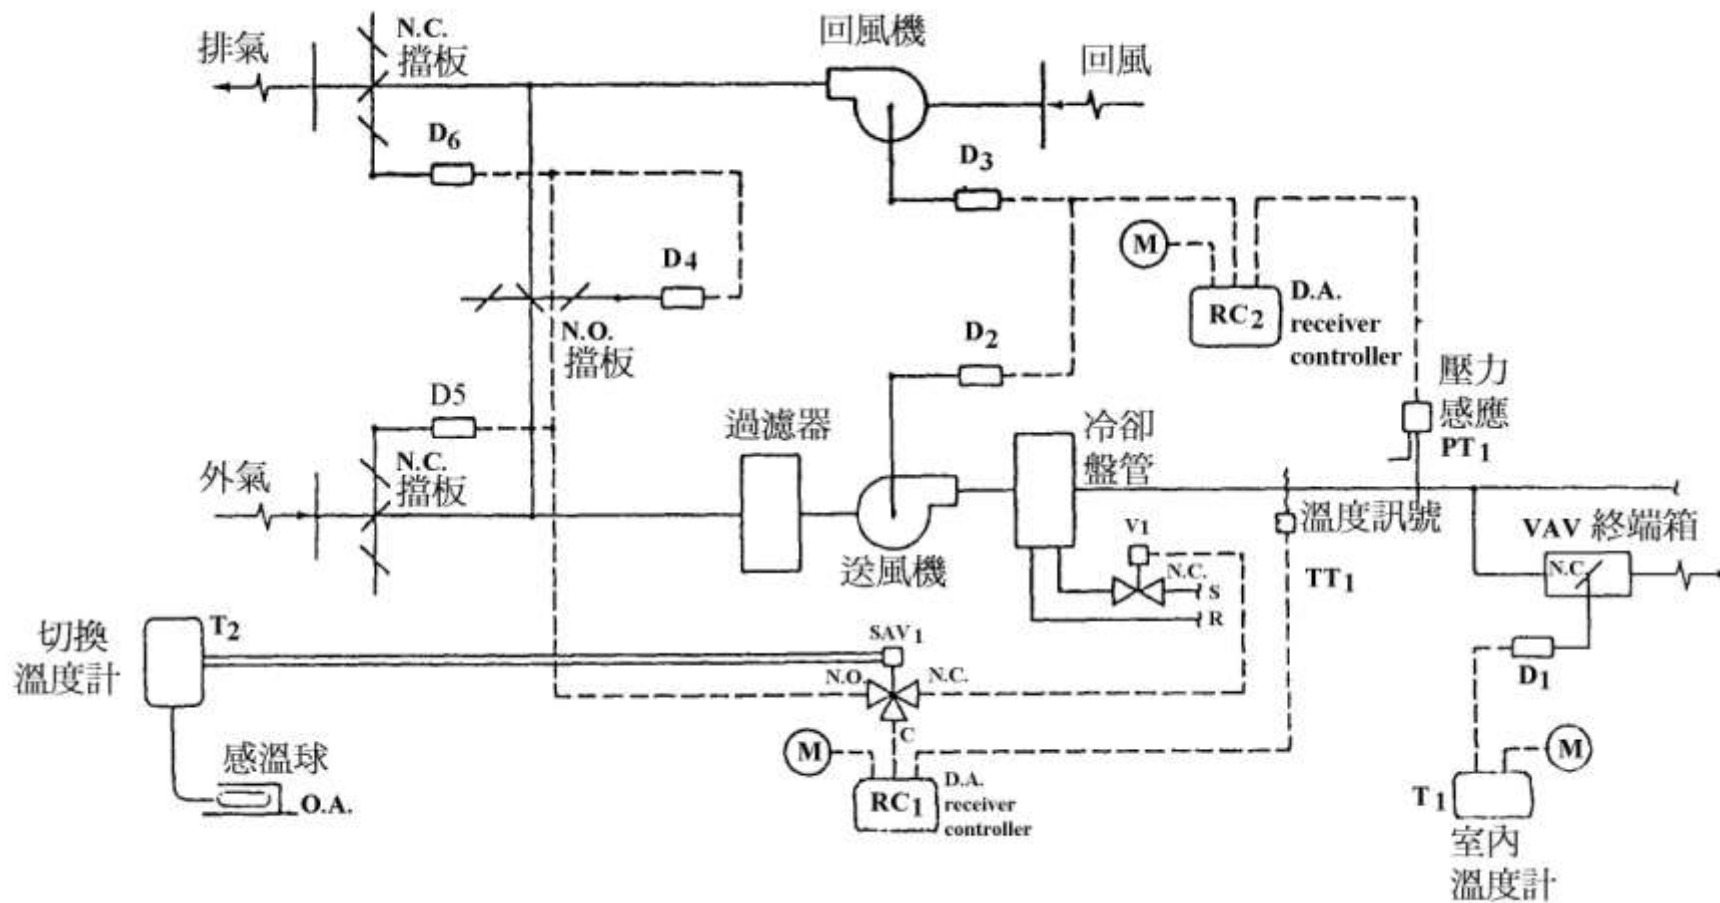 排氣
N.C.
擋板
回風機
回風
D6
D3
M
D4
RC2
D.A.
receiver
controller
N.O.
擋板
D2
壓力
感應
PT1
D5
過濾器
冷卻
盤管
外氣
N.C.
擋板
送風機
V1
N.C.
S
R
溫度訊號
TT1
VAV 終端箱
N.C.
切換
溫度計
T2
SAV1
N.O.
N.C.
C
D1
感溫球
O.A.
M
RC1
D.A.
receiver
controller
M
T1
室內
溫度計